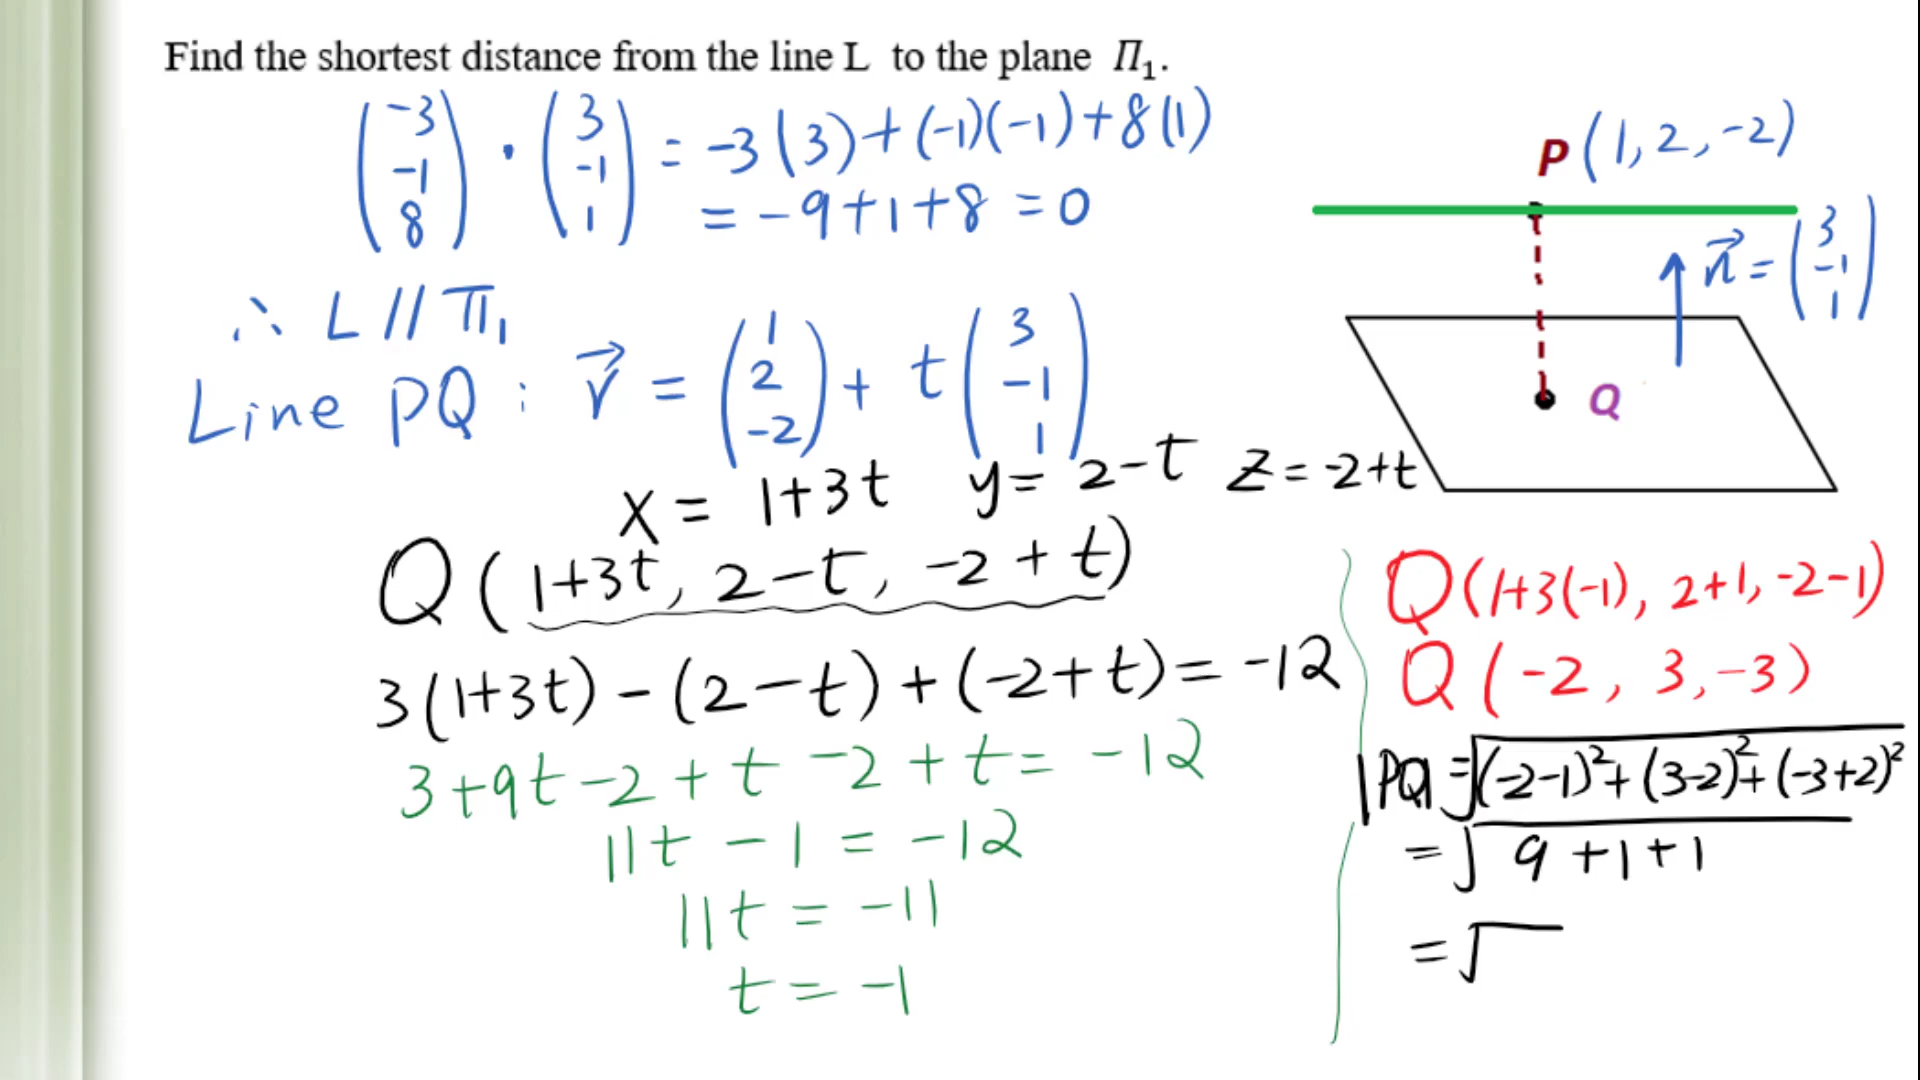 Find the shortest distance from the line L to the plane Π₁.
(-3 -1 8) · (3 -1 1) = -3(3)+(-1)(-1)+8(1)
= -9+1+8 = 0
∴ L // Π₁
Line PQ : r⃗ = (1 2 -2) + t (3 -1 1)
x = 1+3t y = 2-t z = -2+t
Q (1+3t, 2-t, -2+t)
3(1+3t) - (2-t) + (-2+t) = -12
3+9t-2+t-2+t = -12
11t - 1 = -12
11t = -11
t = -1
P (1, 2, -2)
n⃗ = (3 -1 1)
Q
Q(1+3(-1), 2+1, -2-1)
Q (-2, 3, -3)
|PQ| = √(-2-1)²+(3-2)²+(-3+2)²
= √9+1+1
= √